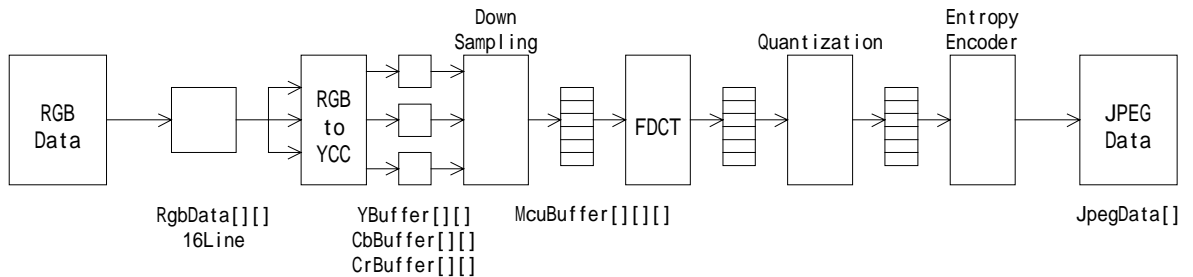 Down
Sampling
Quantization
Entropy
Encoder
RGB
Data
RGB
to
YCC
FDCT
JPEG
Data
RgbData[][]
16Line
YBuffer[][]
CbBuffer[][]
CrBuffer[][]
McuBuffer[][][]
JpegData[]